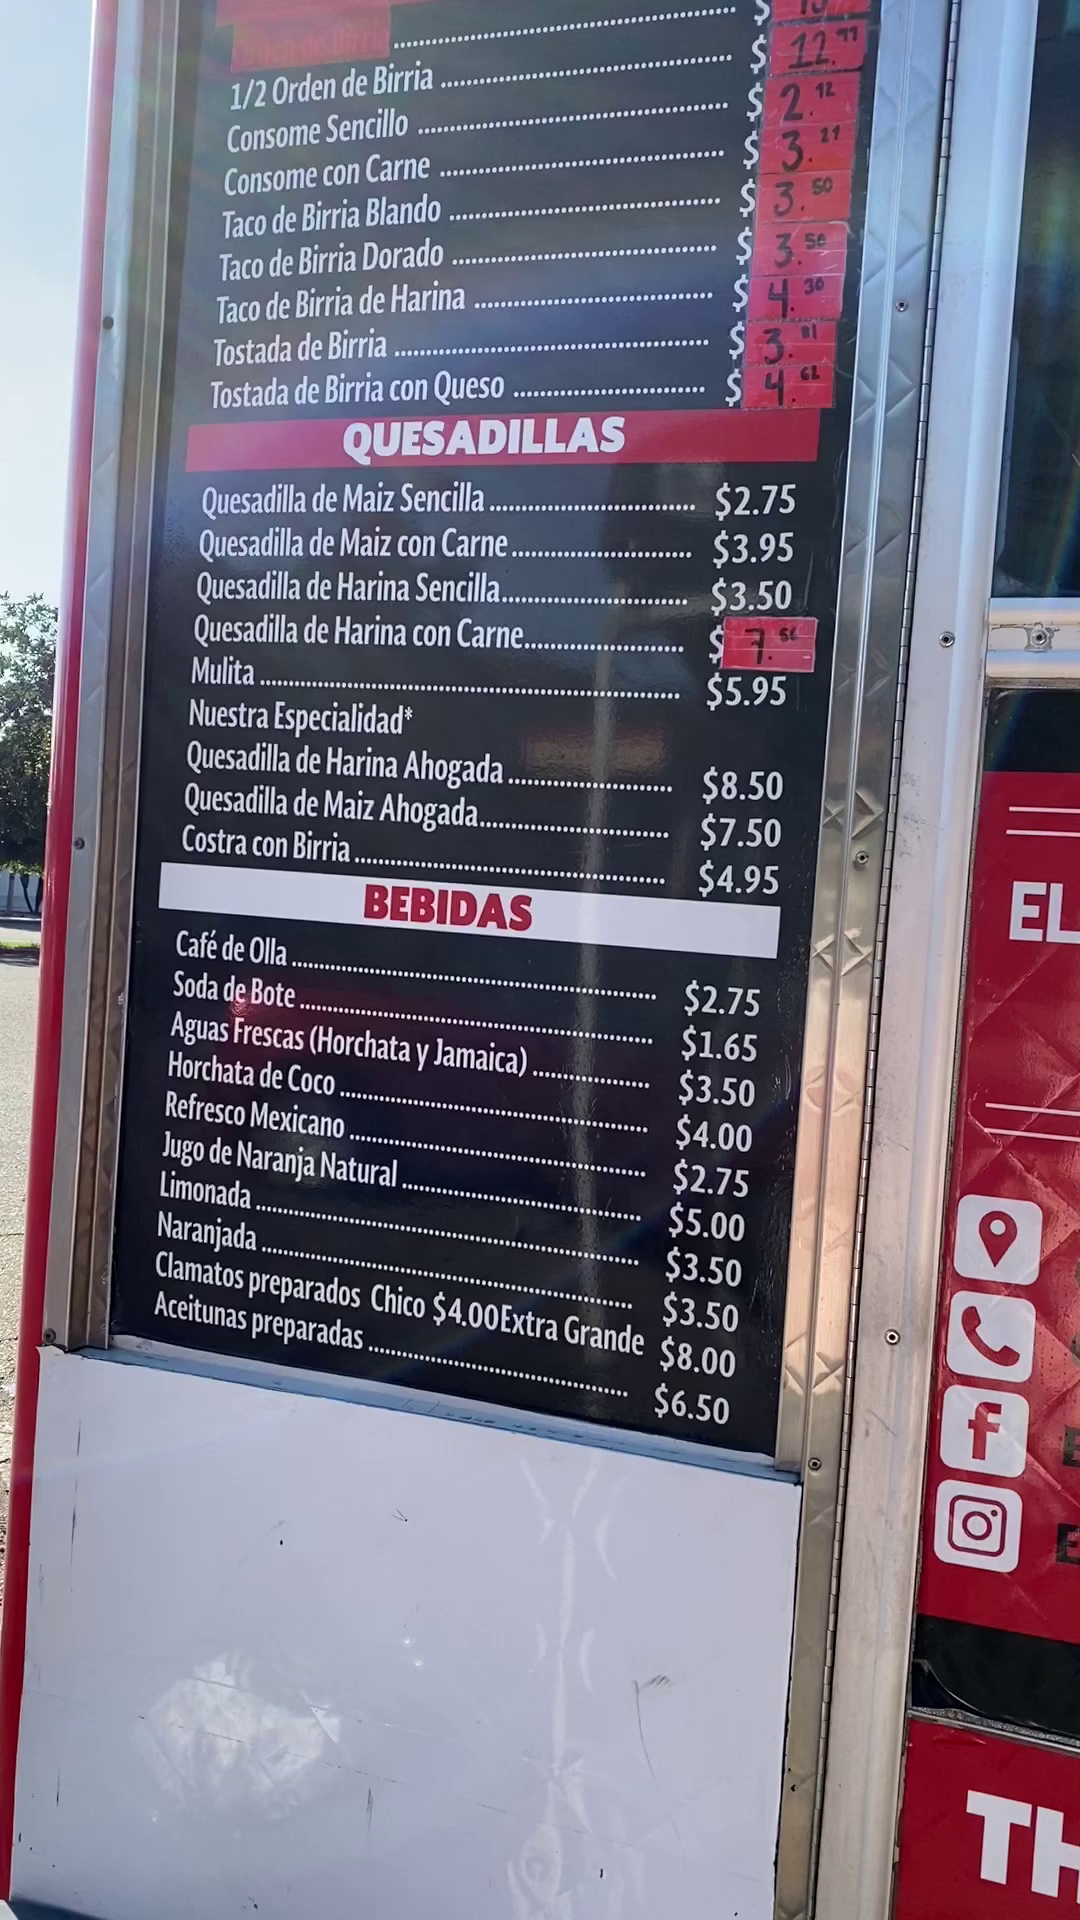 1/2 Orden de Birria ........ $ 12.99
Consome Sencillo ........ $ 2.12
Consome con Carne ........ $ 3.21
Taco de Birria Blando ........ $ 3.50
Taco de Birria Dorado ........ $ 3.50
Taco de Birria de Harina ........ $ 4.30
Tostada de Birria ........ $ 3.81
Tostada de Birria con Queso ........ $ 4.62
QUESADILLAS
Quesadilla de Maiz Sencilla ........ $2.75
Quesadilla de Maiz con Carne ........ $3.95
Quesadilla de Harina Sencilla ........ $3.50
Quesadilla de Harina con Carne ........ $ 7.
Mulita ........ $5.95
Nuestra Especialidad*
Quesadilla de Harina Ahogada ........ $8.50
Quesadilla de Maiz Ahogada ........ $7.50
Costra con Birria ........ $4.95
BEBIDAS
Café de Olla ........ $2.75
Soda de Bote ........ $1.65
Aguas Frescas (Horchata y Jamaica) ........ $3.50
Horchata de Coco ........ $4.00
Refresco Mexicano ........ $2.75
Jugo de Naranja Natural ........ $5.00
Limonada ........ $3.50
Naranjada ........ $3.50
Clamatos preparados Chico $4.00 Extra Grande $8.00
Aceitunas preparadas ........ $6.50
EL
TH